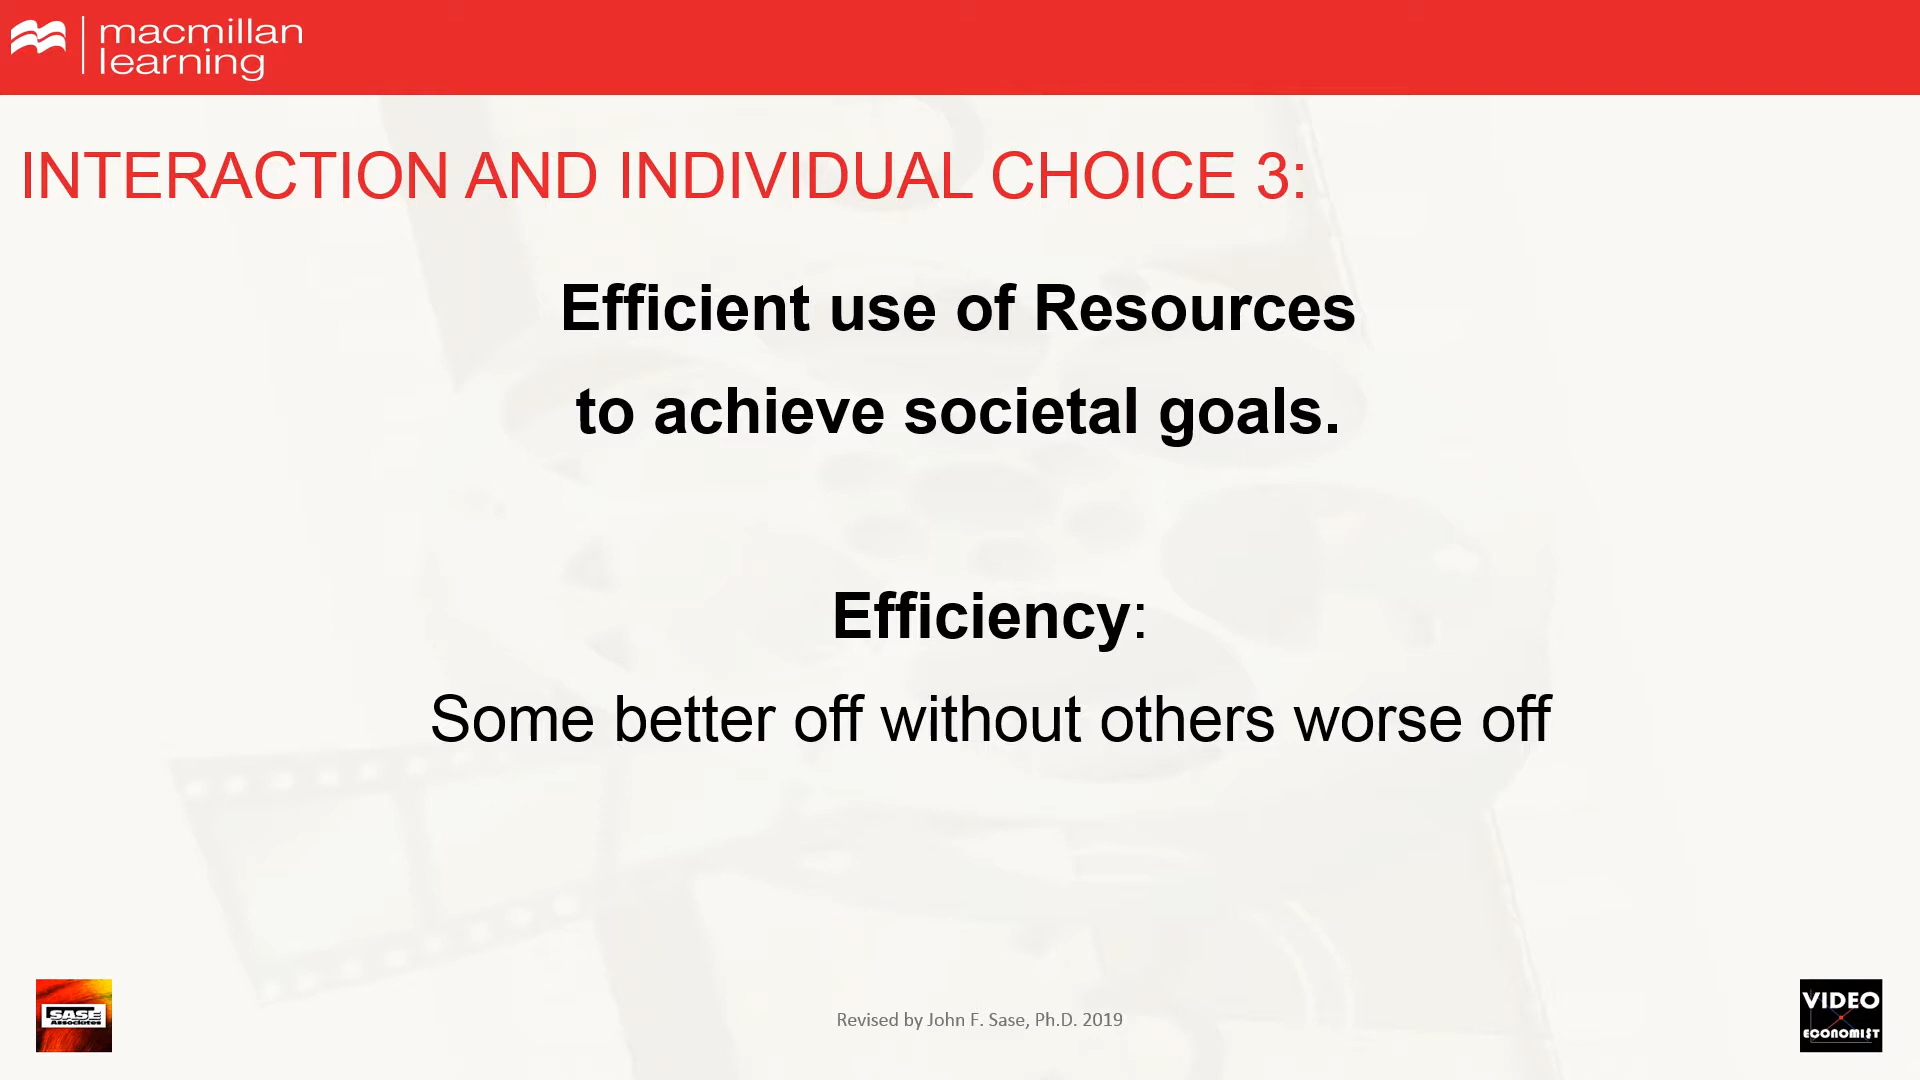 macmillan
learning
INTERACTION AND INDIVIDUAL CHOICE 3:
Efficient use of Resources
to achieve societal goals.
Efficiency:
Some better off without others worse off
SASE
Associates
Revised by John F. Sase, Ph.D. 2019
VIDEO
ECONOMI$T